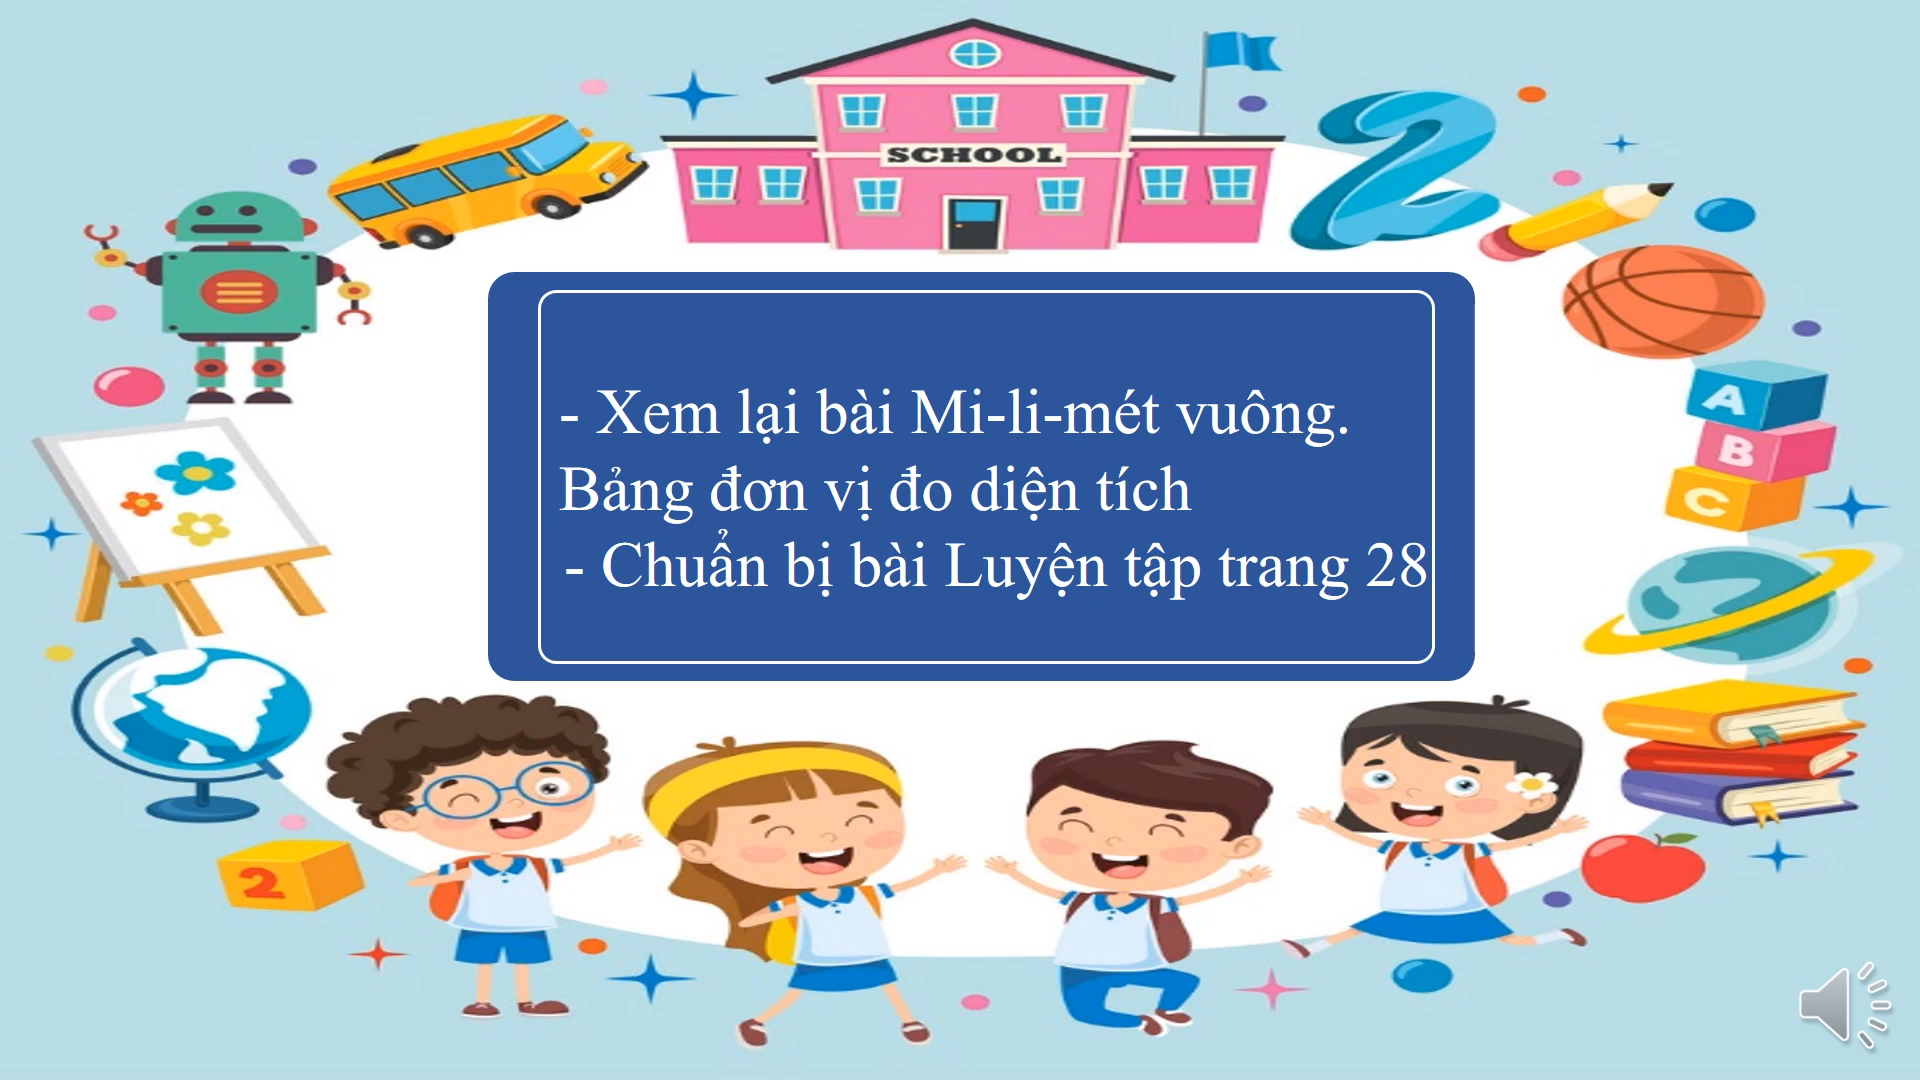 SCHOOL
- Xem lại bài Mi-li-mét vuông.
Bảng đơn vị đo diện tích
- Chuẩn bị bài Luyện tập trang 28
A
B
C
2